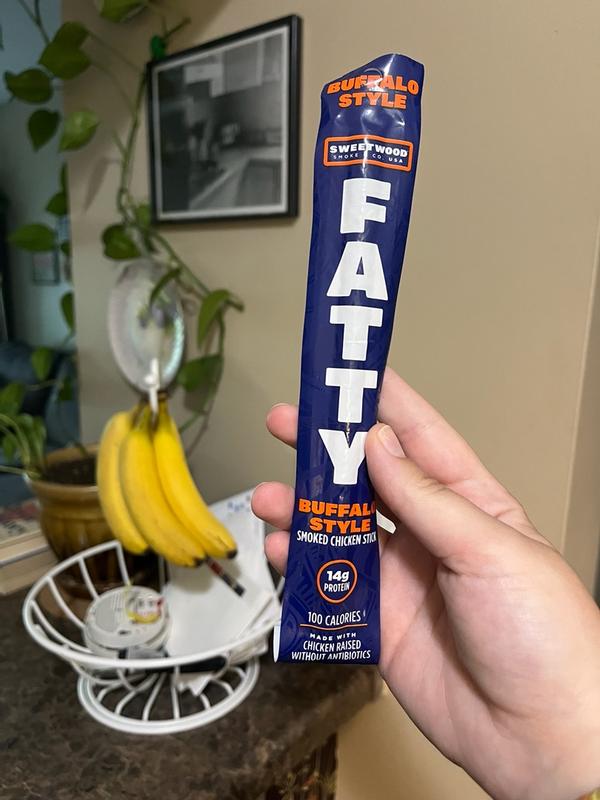 BUFFALO
STYLE
SWEETWOOD
SMOKE CO. USA
FATTY
BUFFALO
STYLE
SMOKED CHICKEN STICK
14g
PROTEIN
100 CALORIES
MADE WITH
CHICKEN RAISED
WITHOUT ANTIBIOTICS